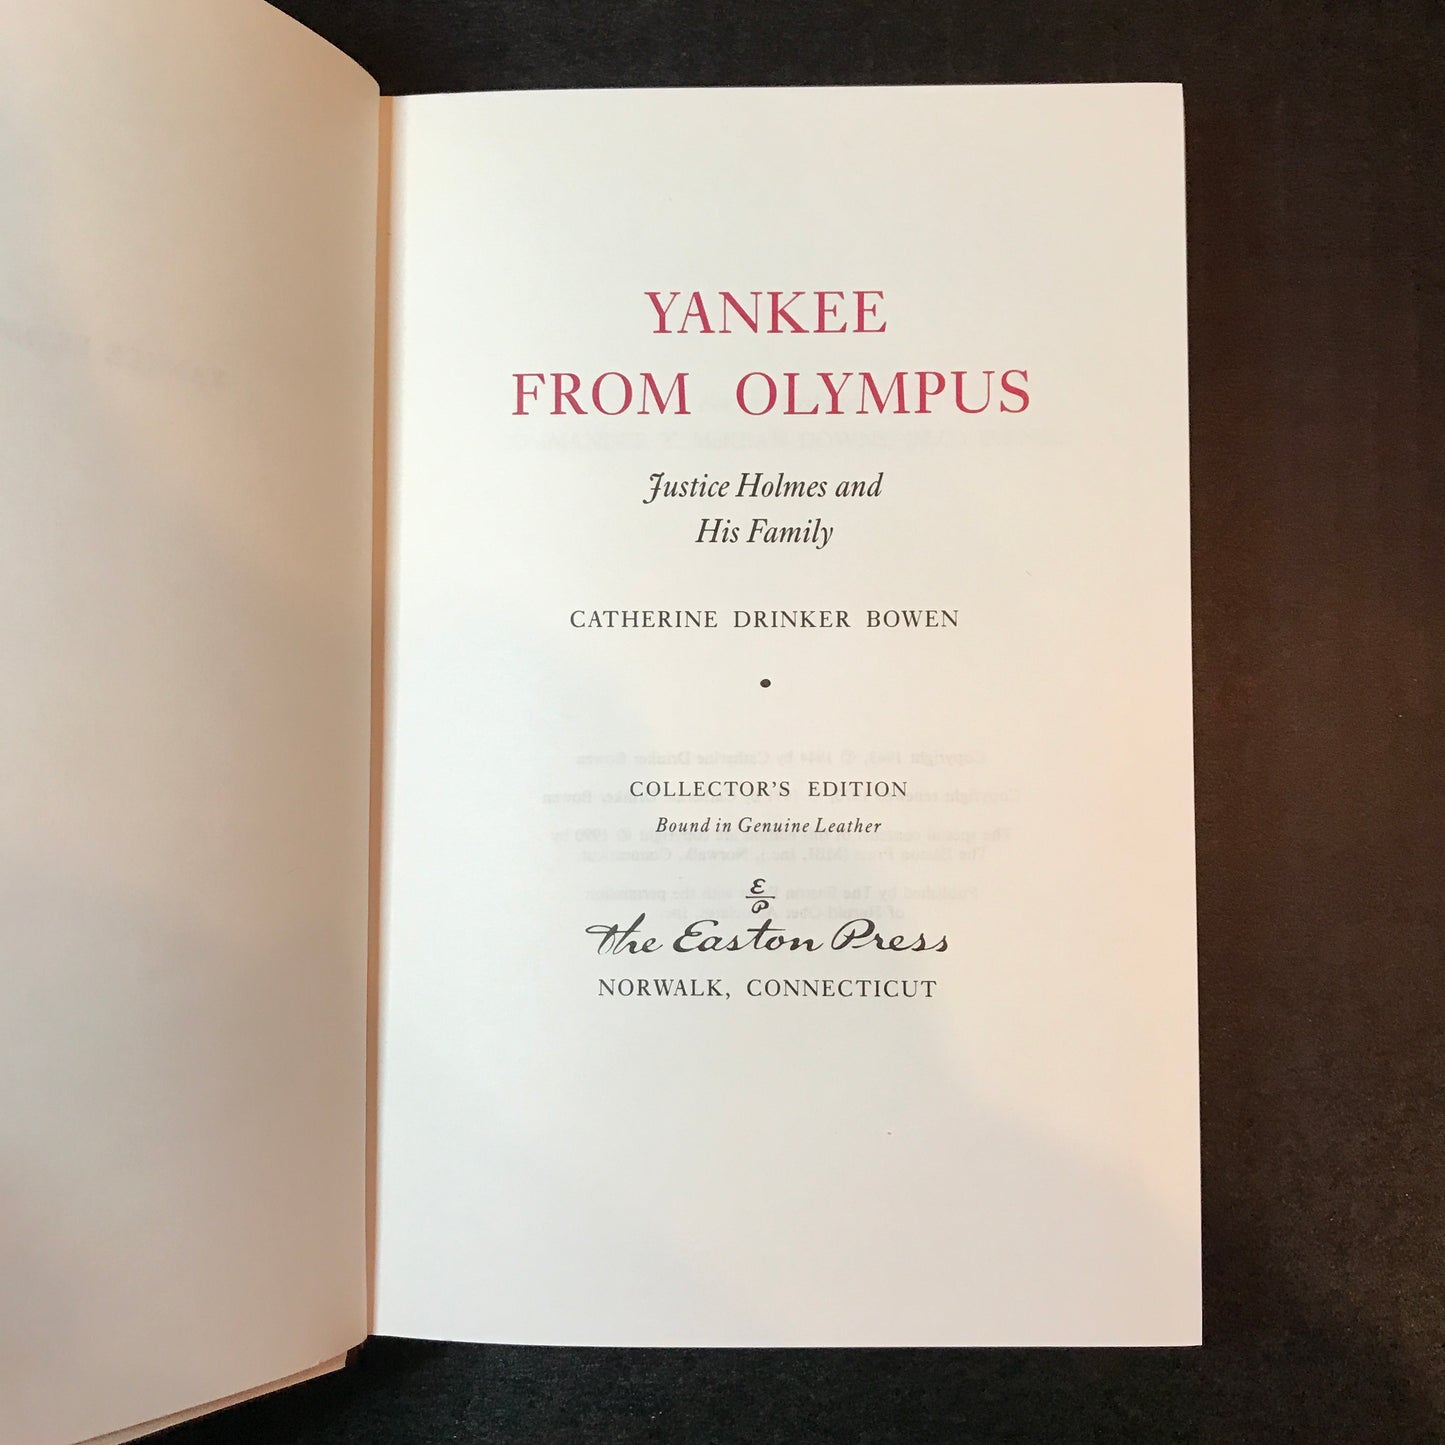 YANKEE
FROM OLYMPUS
Justice Holmes and
His Family
CATHERINE DRINKER BOWEN
•
COLLECTOR'S EDITION
Bound in Genuine Leather
E
P
The Easton Press
NORWALK, CONNECTICUT